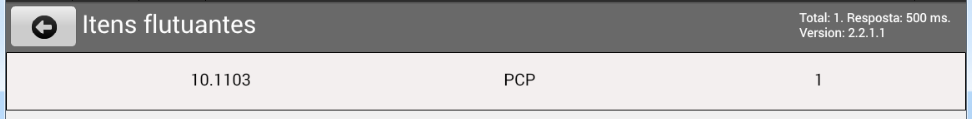 Itens flutuantes
Total: 1. Resposta: 500 ms.
Version: 2.2.1.1
10.1103 PCP 1